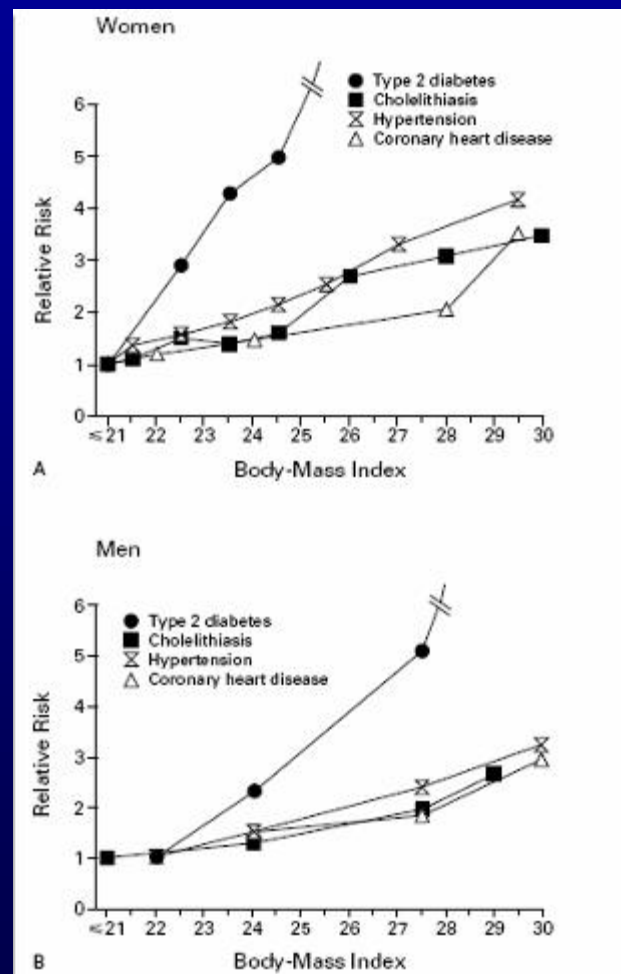 Women
Type 2 diabetes
Cholelithiasis
Hypertension
Coronary heart disease
6
5
4
3
2
1
0
Relative Risk
≤21 22 23 24 25 26 27 28 29 30
A
Body-Mass Index
Men
Type 2 diabetes
Cholelithiasis
Hypertension
Coronary heart disease
6
5
4
3
2
1
0
Relative Risk
≤21 22 23 24 25 26 27 28 29 30
B
Body-Mass Index